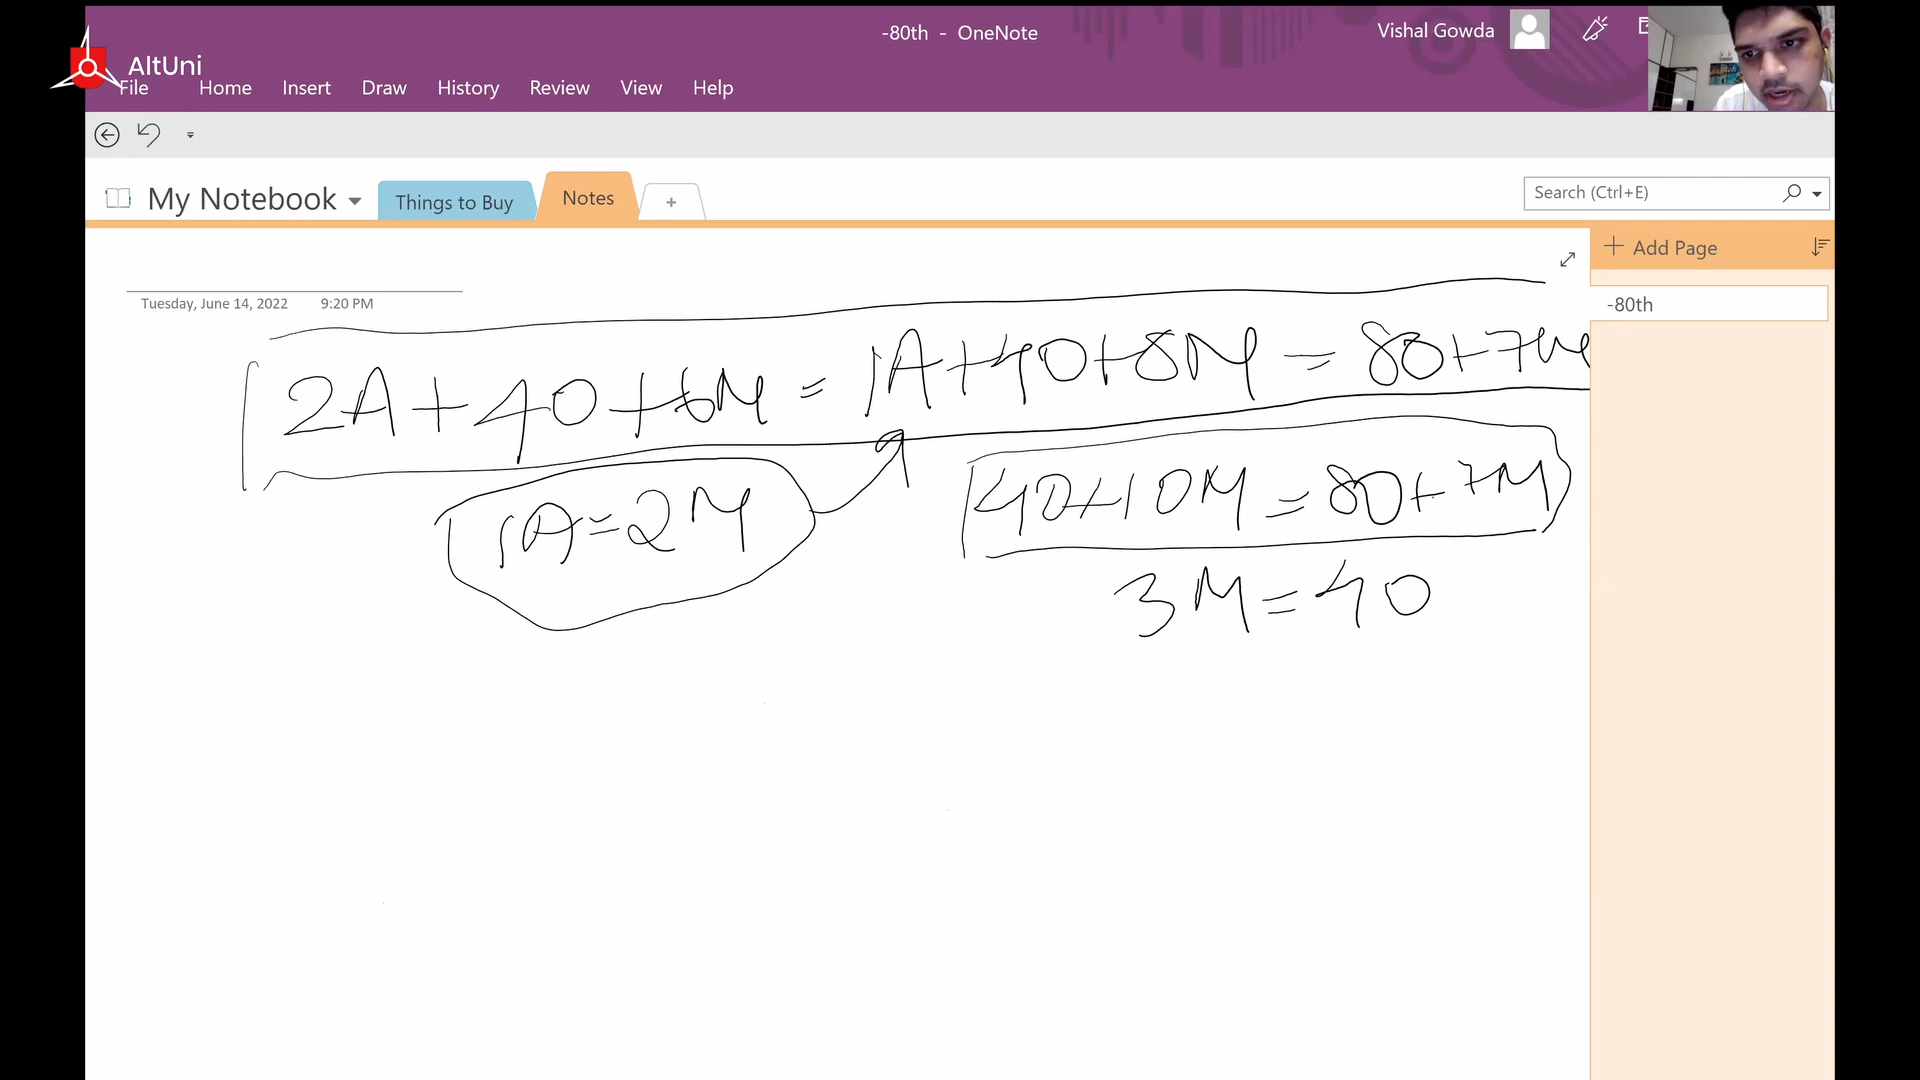 -80th - OneNote
Vishal Gowda
AltUni
File Home Insert Draw History Review View Help
My Notebook
Things to Buy
Notes
+
Search (Ctrl+E)
+ Add Page
-80th
Tuesday, June 14, 2022 9:20 PM
2A+40+6M = 1A+40+8M = 80+7M
1A=2M
40+10M=80+7M
3M=40